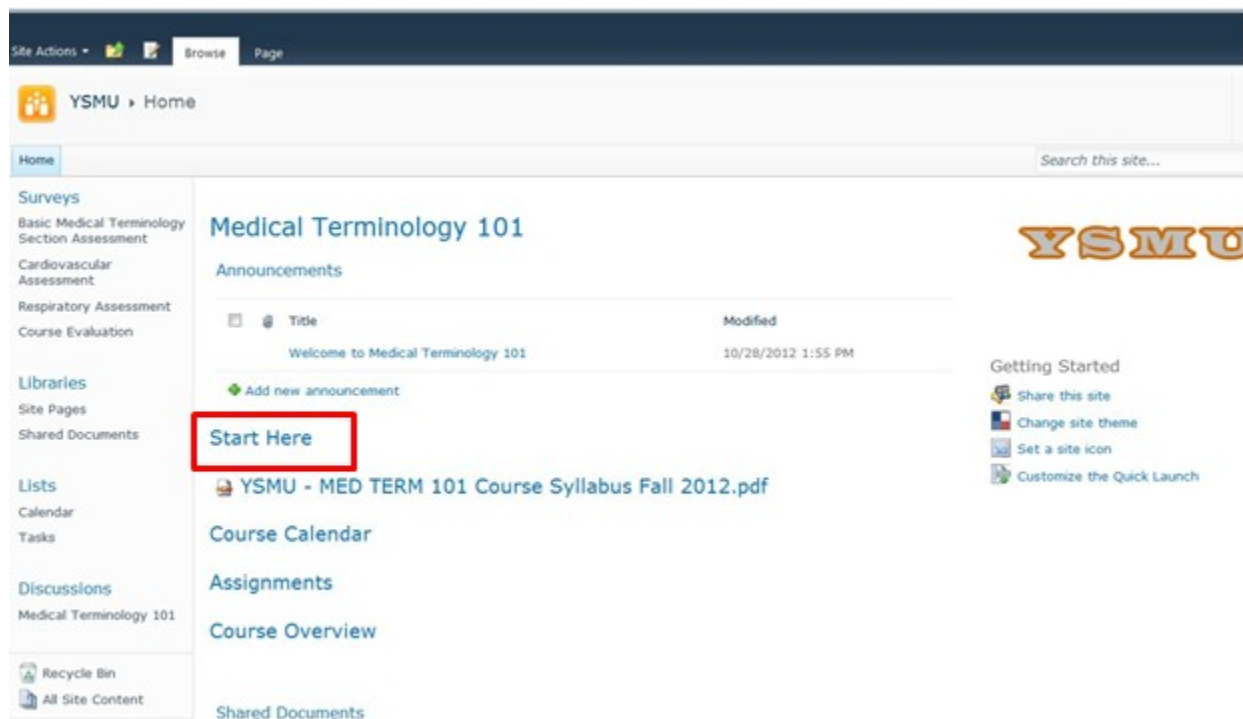 Site Actions
Browse
Page
YSMU ▸ Home
Home
Search this site...
Surveys
Basic Medical Terminology
Section Assessment
Cardiovascular
Assessment
Respiratory Assessment
Course Evaluation
Libraries
Site Pages
Shared Documents
Lists
Calendar
Tasks
Discussions
Medical Terminology 101
Recycle Bin
All Site Content
Medical Terminology 101
Announcements
Title Modified
Welcome to Medical Terminology 101 10/28/2012 1:55 PM
Add new announcement
Start Here
YSMU - MED TERM 101 Course Syllabus Fall 2012.pdf
Course Calendar
Assignments
Course Overview
Shared Documents
YSMU
Getting Started
Share this site
Change site theme
Set a site icon
Customize the Quick Launch